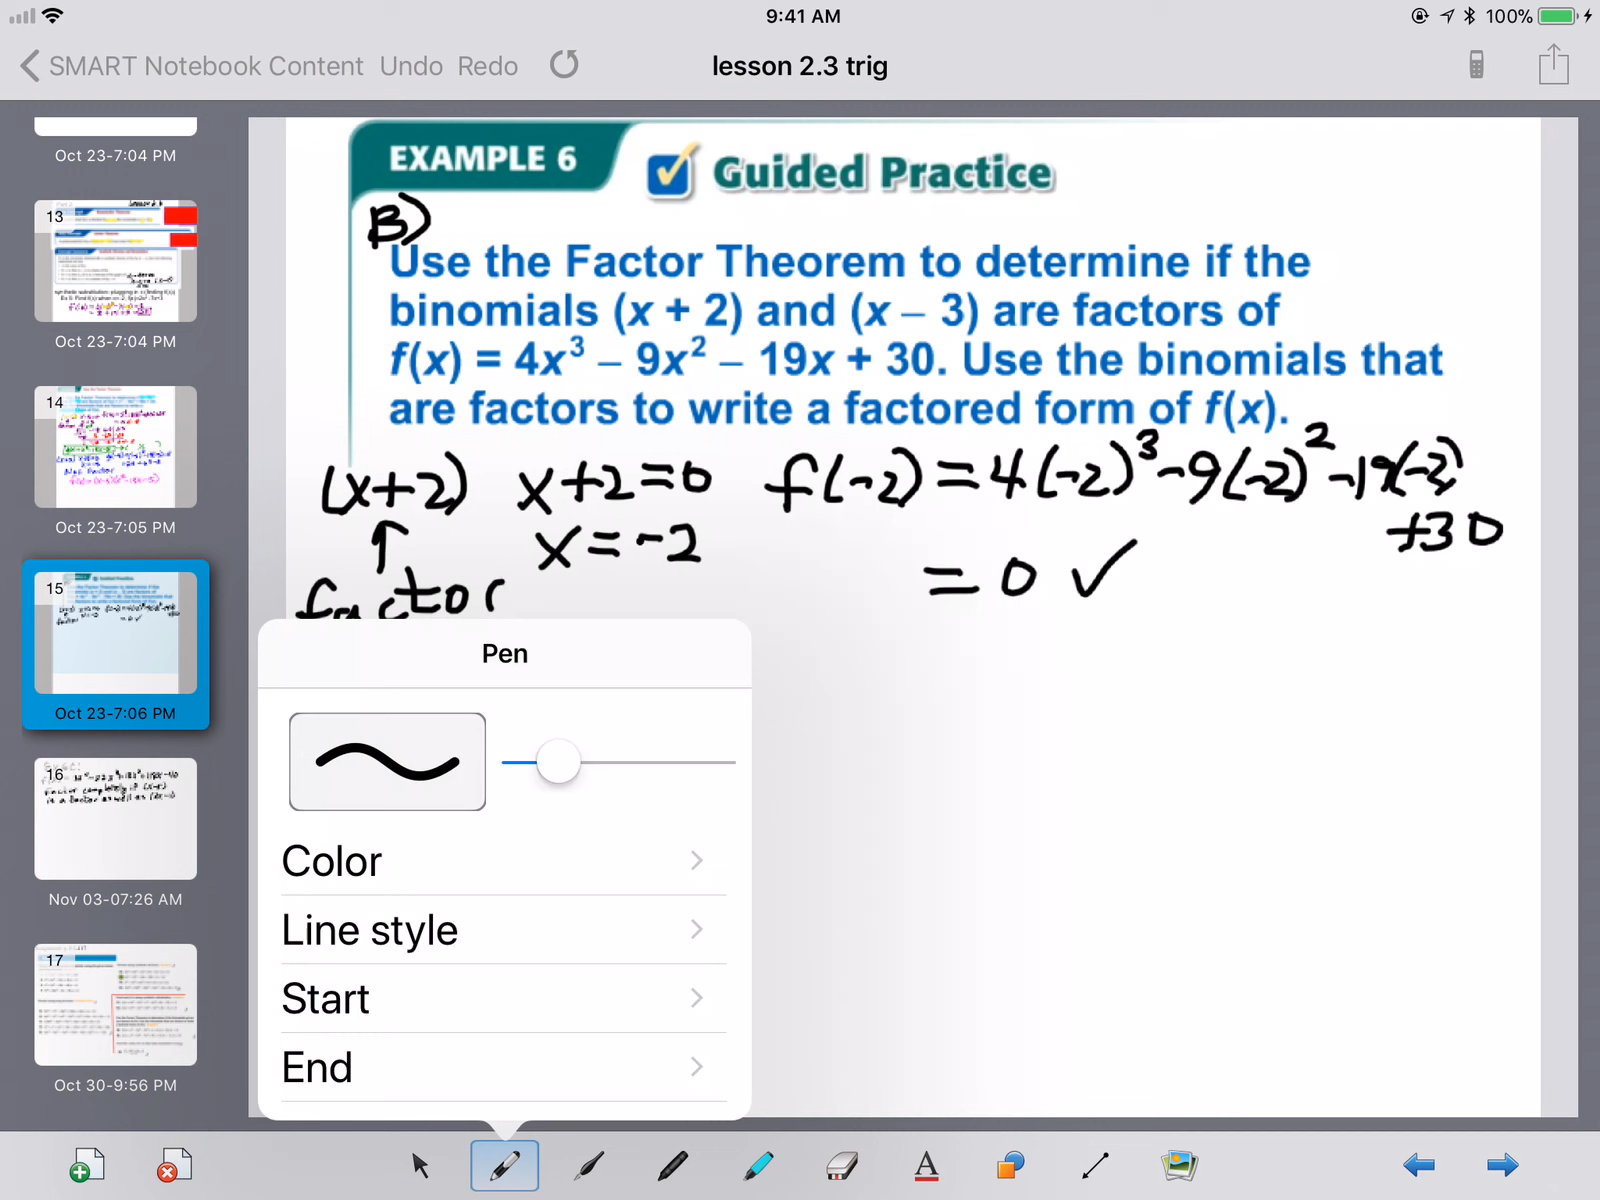 9:41 AM
100%
SMART Notebook Content Undo Redo
lesson 2.3 trig
Oct 23-7:04 PM
13
Oct 23-7:04 PM
14
Oct 23-7:05 PM
15
Oct 23-7:06 PM
16
Nov 03-07:26 AM
17
Oct 30-9:56 PM
EXAMPLE 6
Guided Practice
B)
Use the Factor Theorem to determine if the
binomials (x + 2) and (x – 3) are factors of
f(x) = 4x³ – 9x² – 19x + 30. Use the binomials that
are factors to write a factored form of f(x).
(x+2) x+2=0 f(-2)=4(-2)³-9(-2)²-19(-2)
+30
↑ x=-2
= 0 ✓
factor
Pen
Color
Line style
Start
End
A